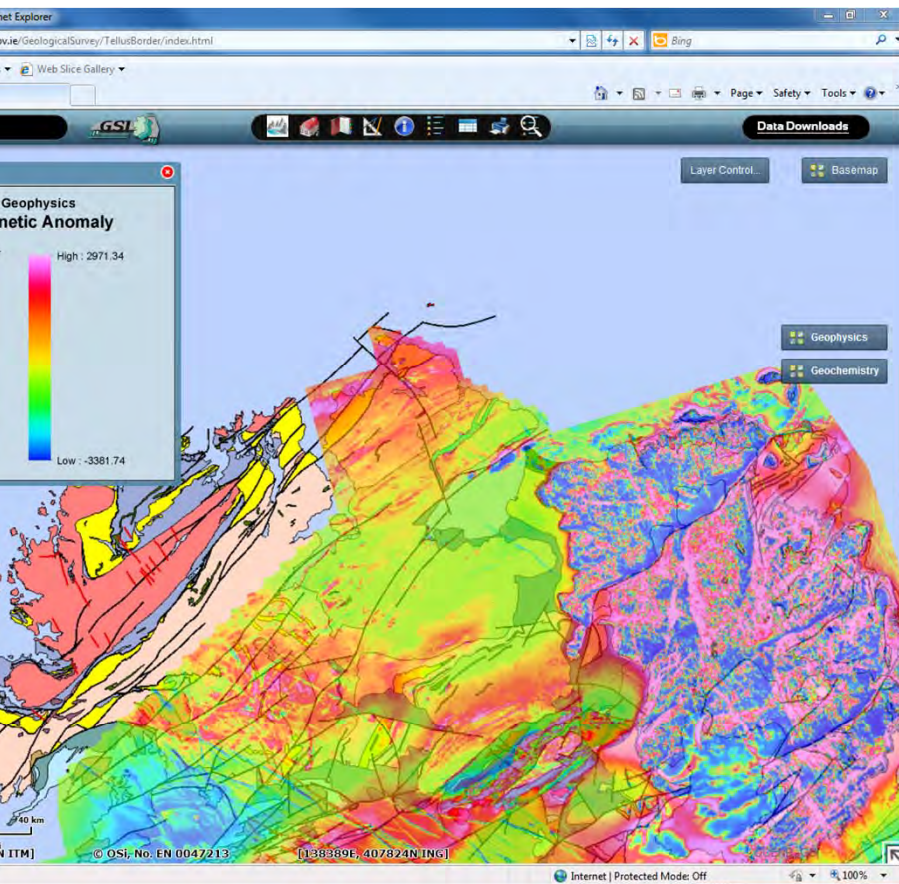 net Explorer
ov.ie/GeologicalSurvey/TellusBorder/index.html
Bing
Web Slice Gallery
Page Safety Tools
GSI
Data Downloads
Layer Control...
Basemap
Geophysics
netic Anomaly
High : 2971.34
Low : -3381.74
Geophysics
Geochemistry
40 km
N ITM]
© OSi, No. EN 0047213
[138389E, 407824N ING]
Internet | Protected Mode: Off
100%